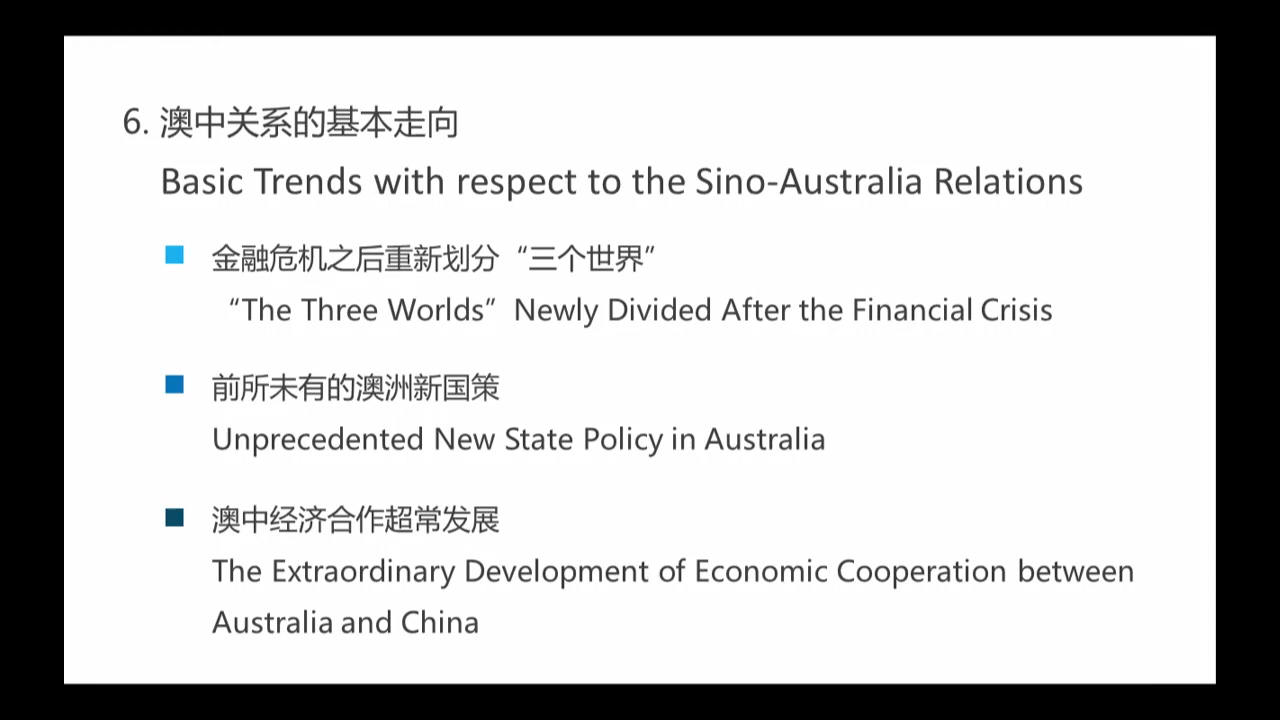 6. 澳中关系的基本走向
Basic Trends with respect to the Sino-Australia Relations
金融危机之后重新划分“三个世界”
“The Three Worlds” Newly Divided After the Financial Crisis
前所未有的澳洲新国策
Unprecedented New State Policy in Australia
澳中经济合作超常发展
The Extraordinary Development of Economic Cooperation between
Australia and China